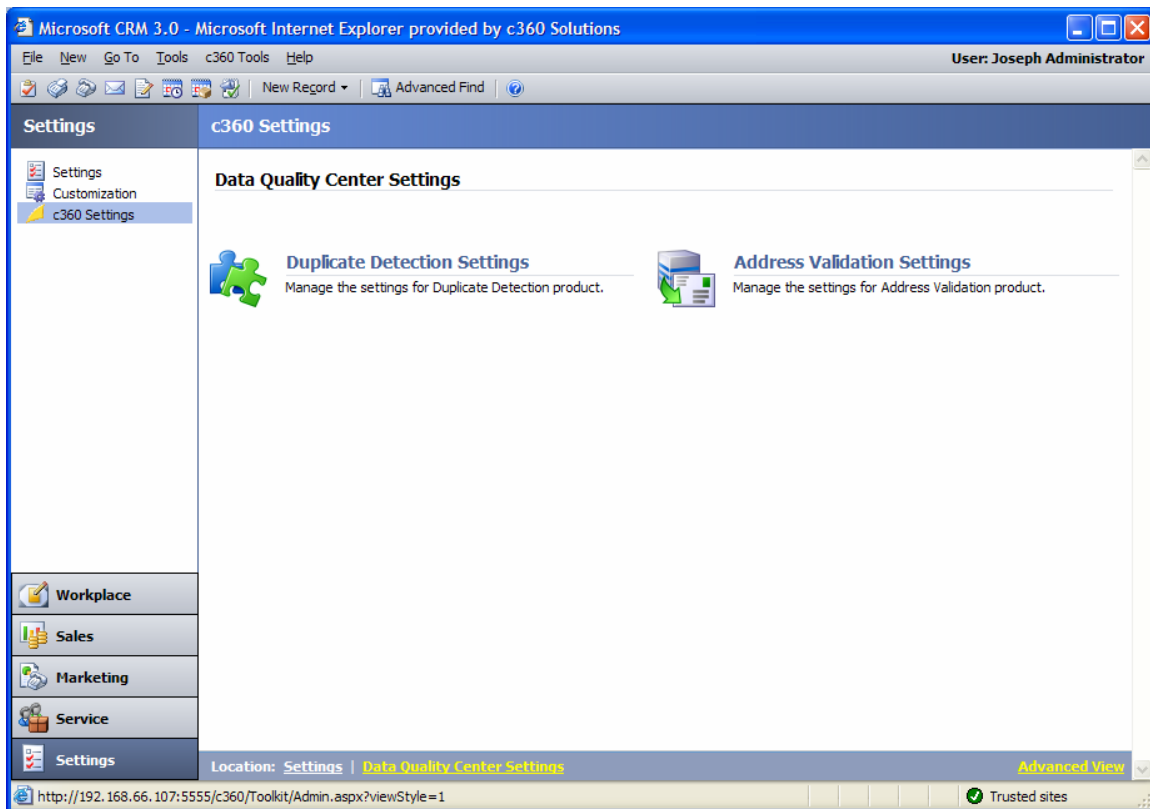 Microsoft CRM 3.0 - Microsoft Internet Explorer provided by c360 Solutions
File New Go To Tools c360 Tools Help User: Joseph Administrator
New Record Advanced Find
Settings
c360 Settings
Settings
Customization
c360 Settings
Data Quality Center Settings
Duplicate Detection Settings
Manage the settings for Duplicate Detection product.
Address Validation Settings
Manage the settings for Address Validation product.
Workplace
Sales
Marketing
Service
Settings
Location: Settings | Data Quality Center Settings Advanced View
http://192.168.66.107:5555/c360/Toolkit/Admin.aspx?viewStyle=1 Trusted sites